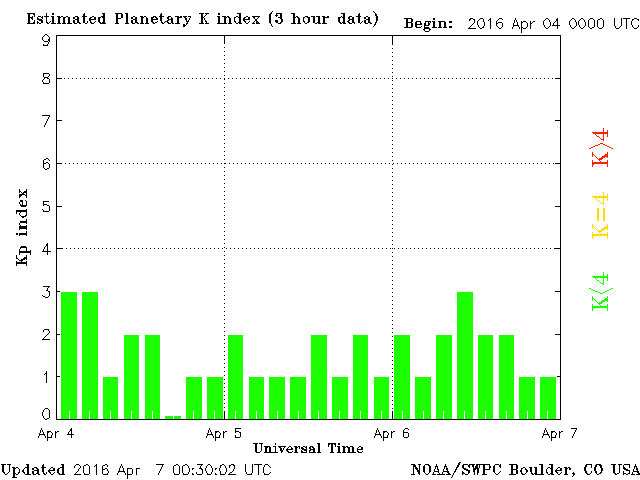 Estimated Planetary K index (3 hour data)
Begin: 2016 Apr 04 0000 UTC
9
8
7
6
5
4
3
2
1
0
Kp index
K>4
K=4
K<4
Apr 4
Apr 5
Apr 6
Apr 7
Universal Time
Updated 2016 Apr 7 00:30:02 UTC
NOAA/SWPC Boulder, CO USA